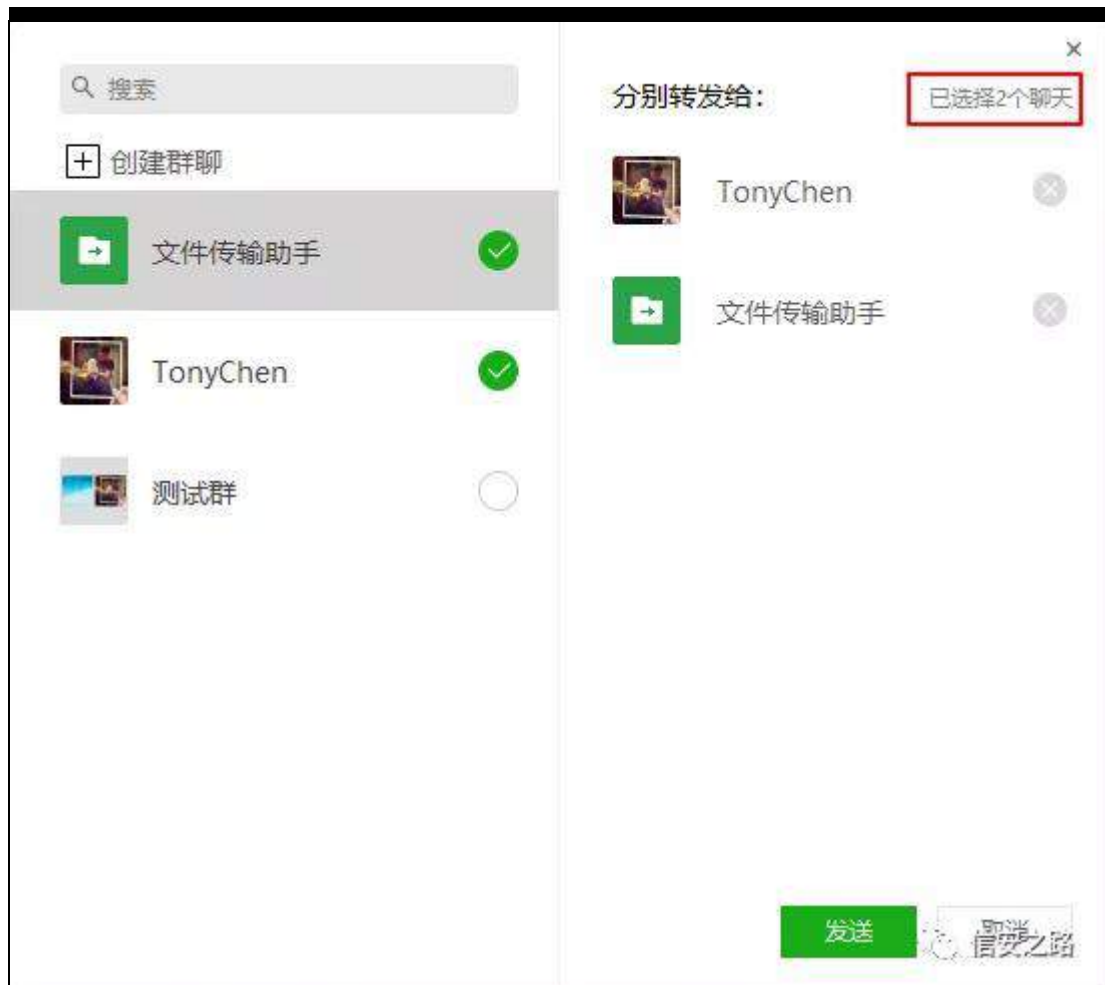 搜索
创建群聊
文件传输助手
TonyChen
测试群
分别转发给：
已选择2个聊天
TonyChen
文件传输助手
发送
取消
信安之路